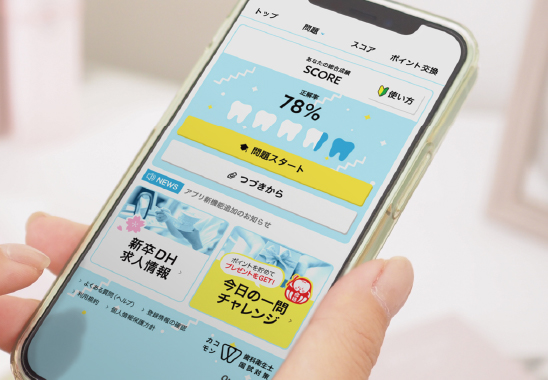 トップ
問題
スコア
ポイント交換
あなたの総合成績
SCORE
使い方
正解率
78%
問題スタート
つづきから
NEWS
アプリ新機能追加のお知らせ
新卒DH
求人情報
ポイントを貯めて
プレゼントをGET!
今日の一問
チャレンジ
よくある質問(ヘルプ)
登録情報の確認
利用規約
個人情報保護方針
カコモン
歯科衛生士
国試対策